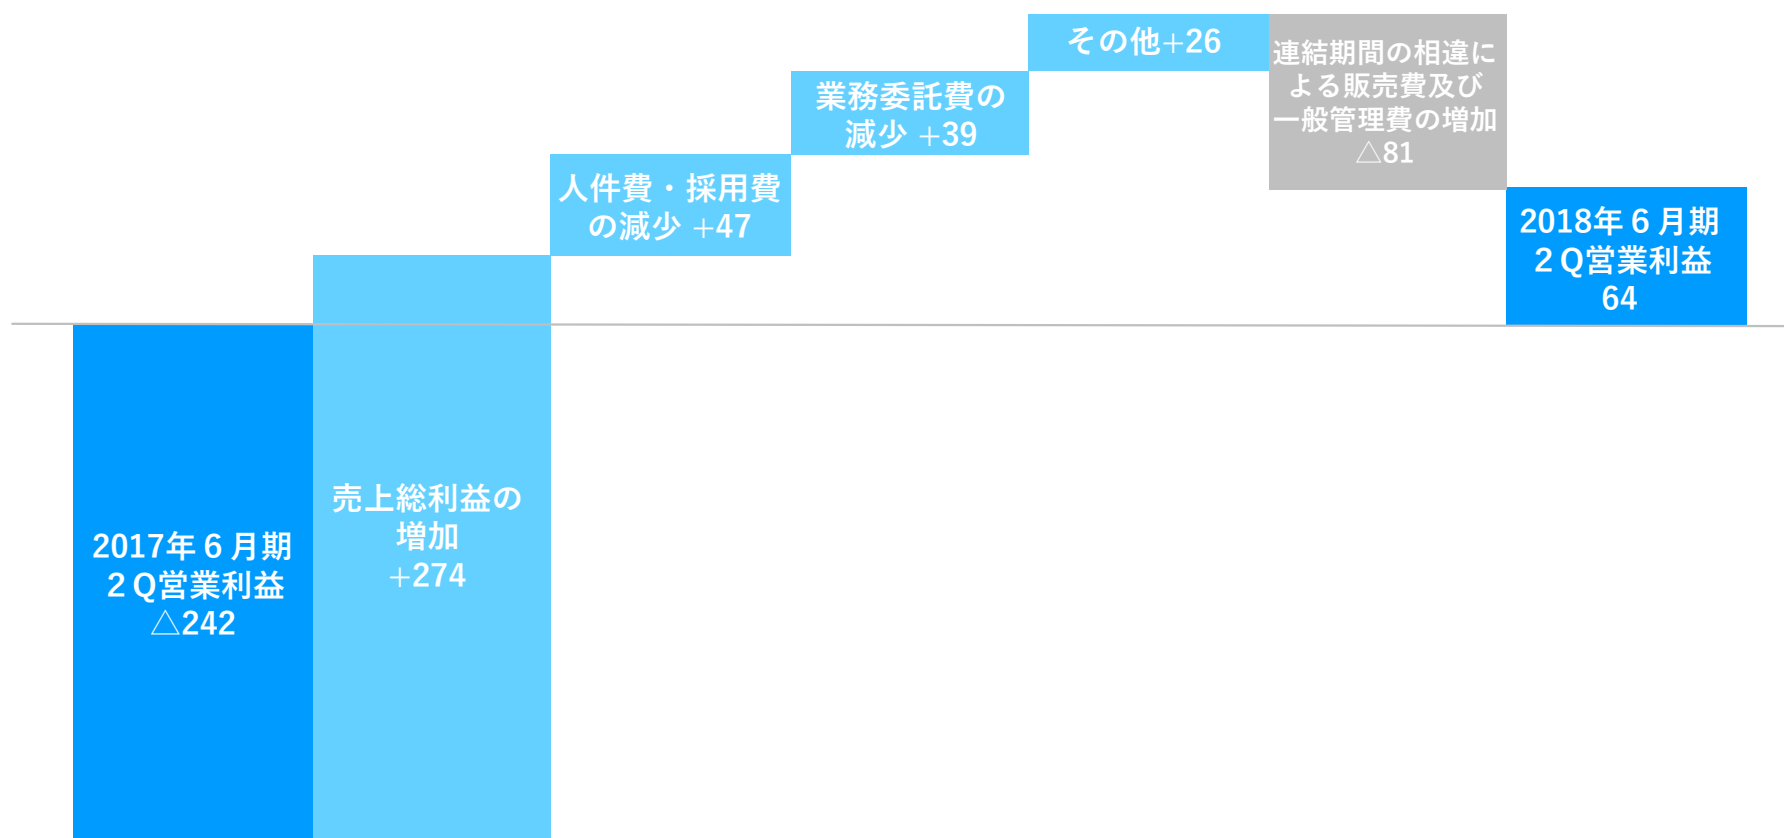 2017年６月期
２Q営業利益
△242
売上総利益の
増加
+274
人件費・採用費
の減少 +47
業務委託費の
減少 +39
その他+26
連結期間の相違に
よる販売費及び
一般管理費の増加
△81
2018年６月期
２Q営業利益
64